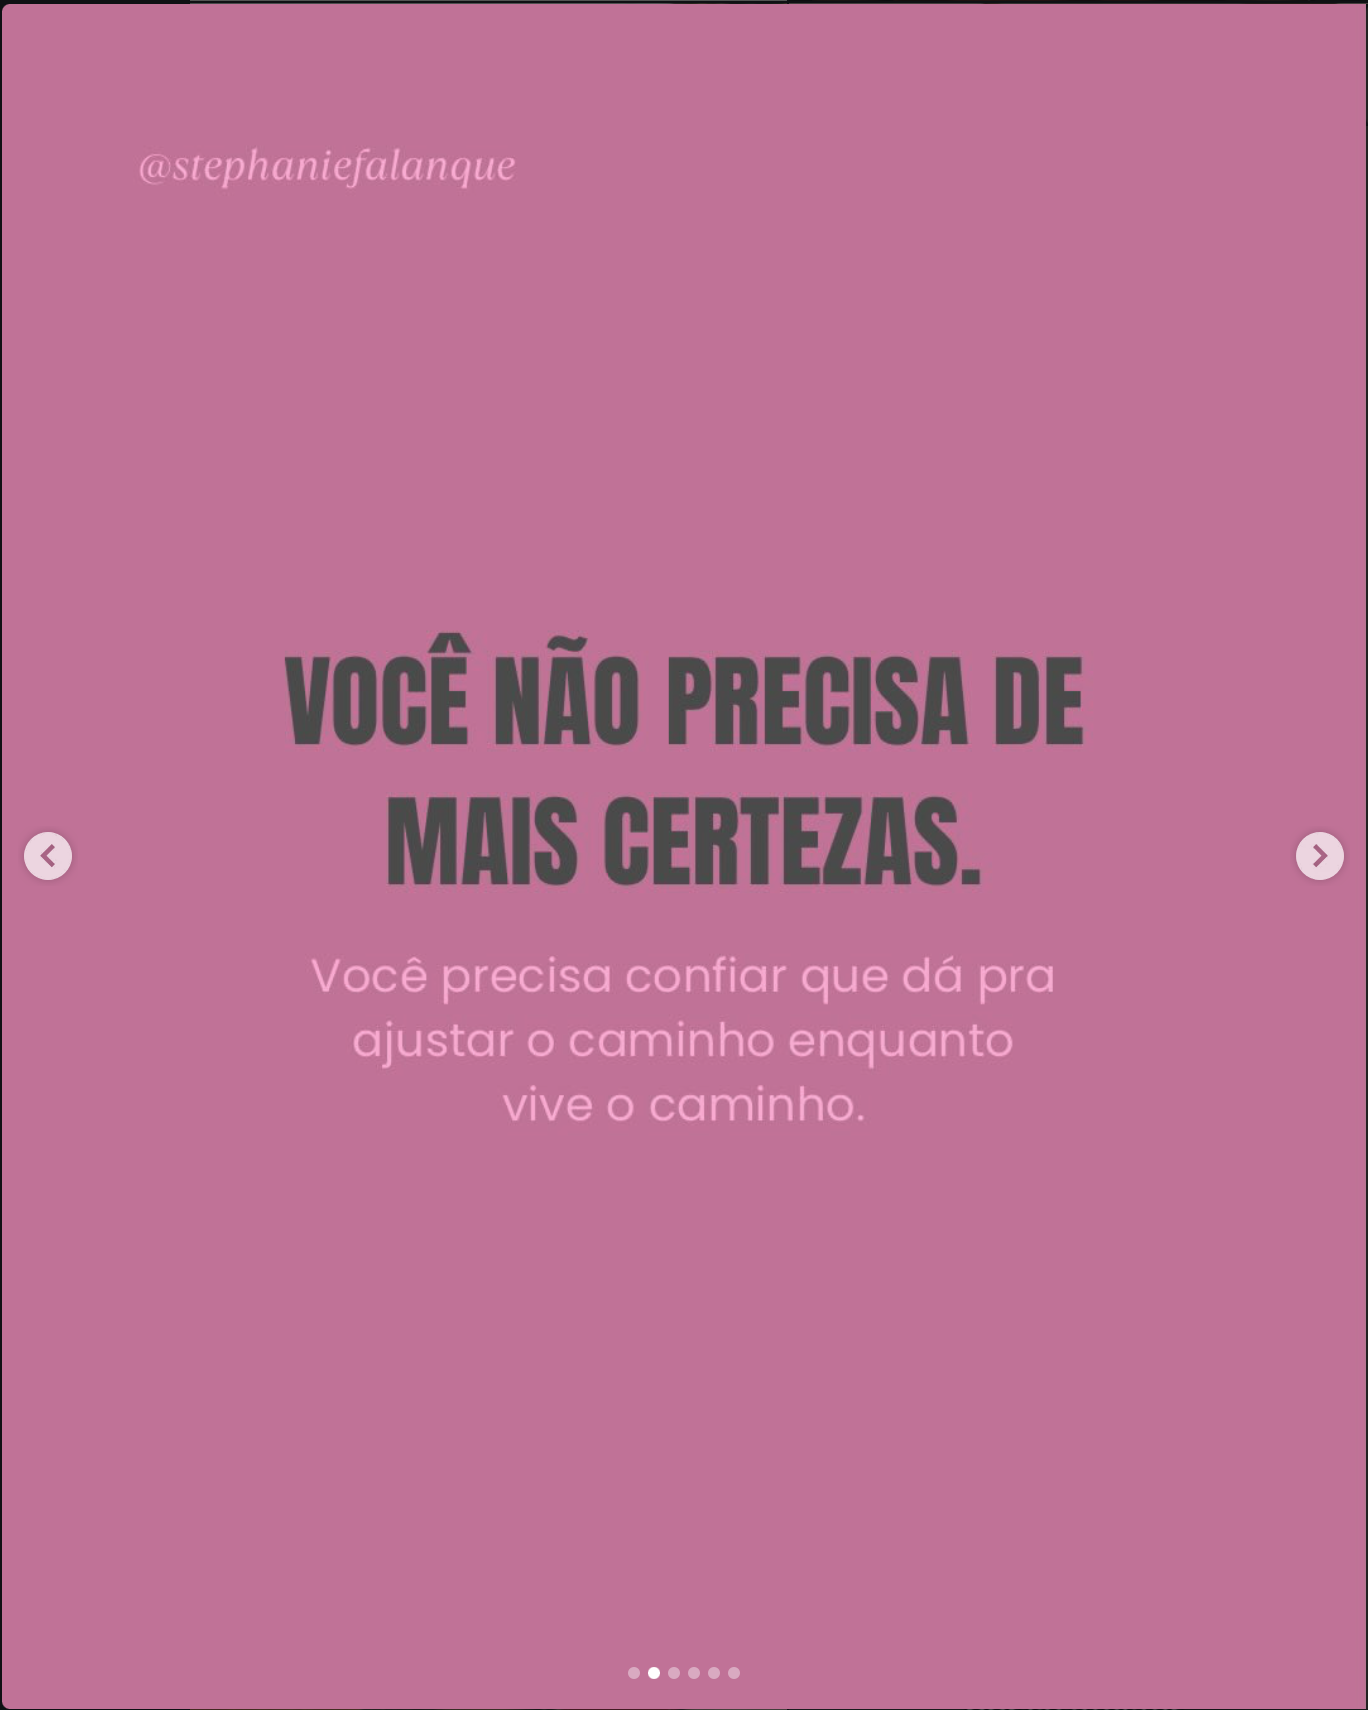 @stephaniefalanque
VOCÊ NÃO PRECISA DE
MAIS CERTEZAS.
Você precisa confiar que dá pra
ajustar o caminho enquanto
vive o caminho.